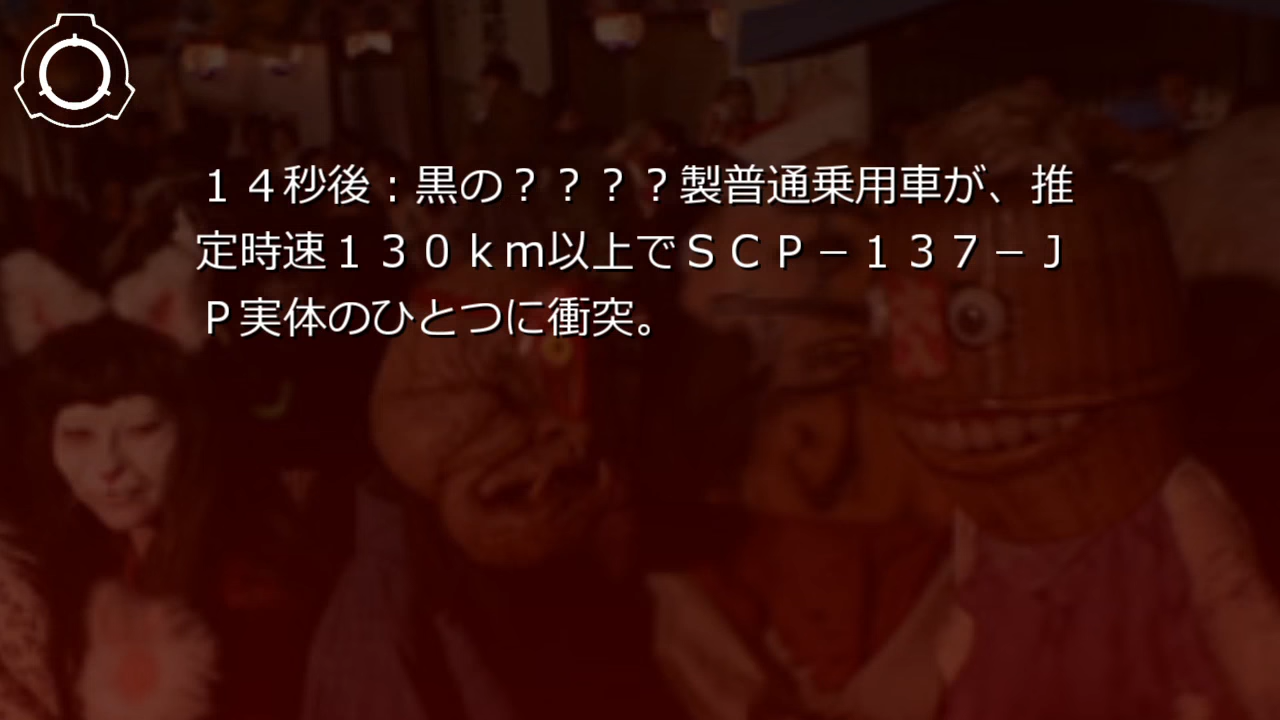 １４秒後：黒の？？？？製普通乗用車が、推
定時速１３０ｋｍ以上でＳＣＰ－１３７－Ｊ
Ｐ実体のひとつに衝突。